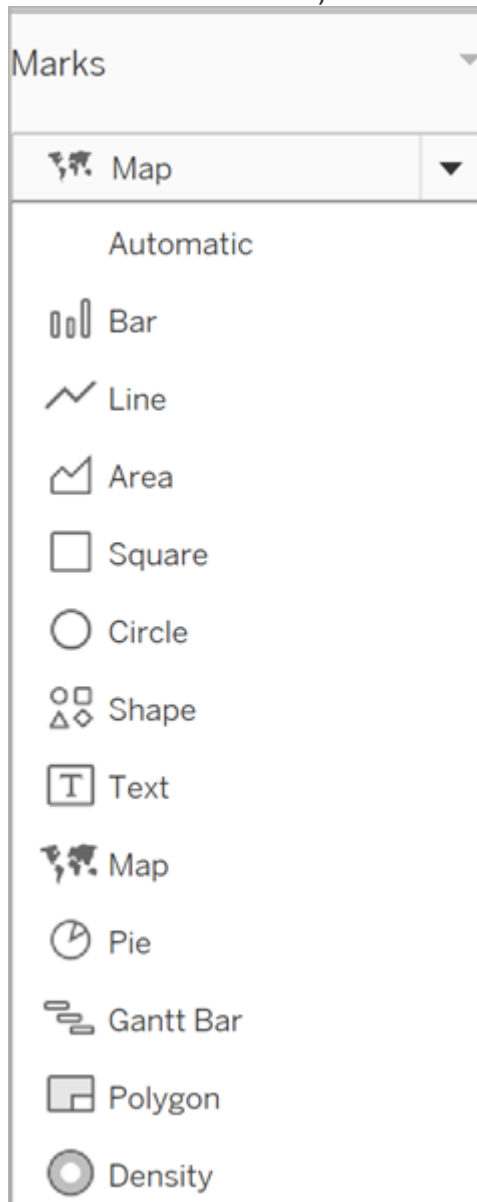 Marks
Map
Automatic
Bar
Line
Area
Square
Circle
Shape
T Text
Map
Pie
Gantt Bar
Polygon
Density